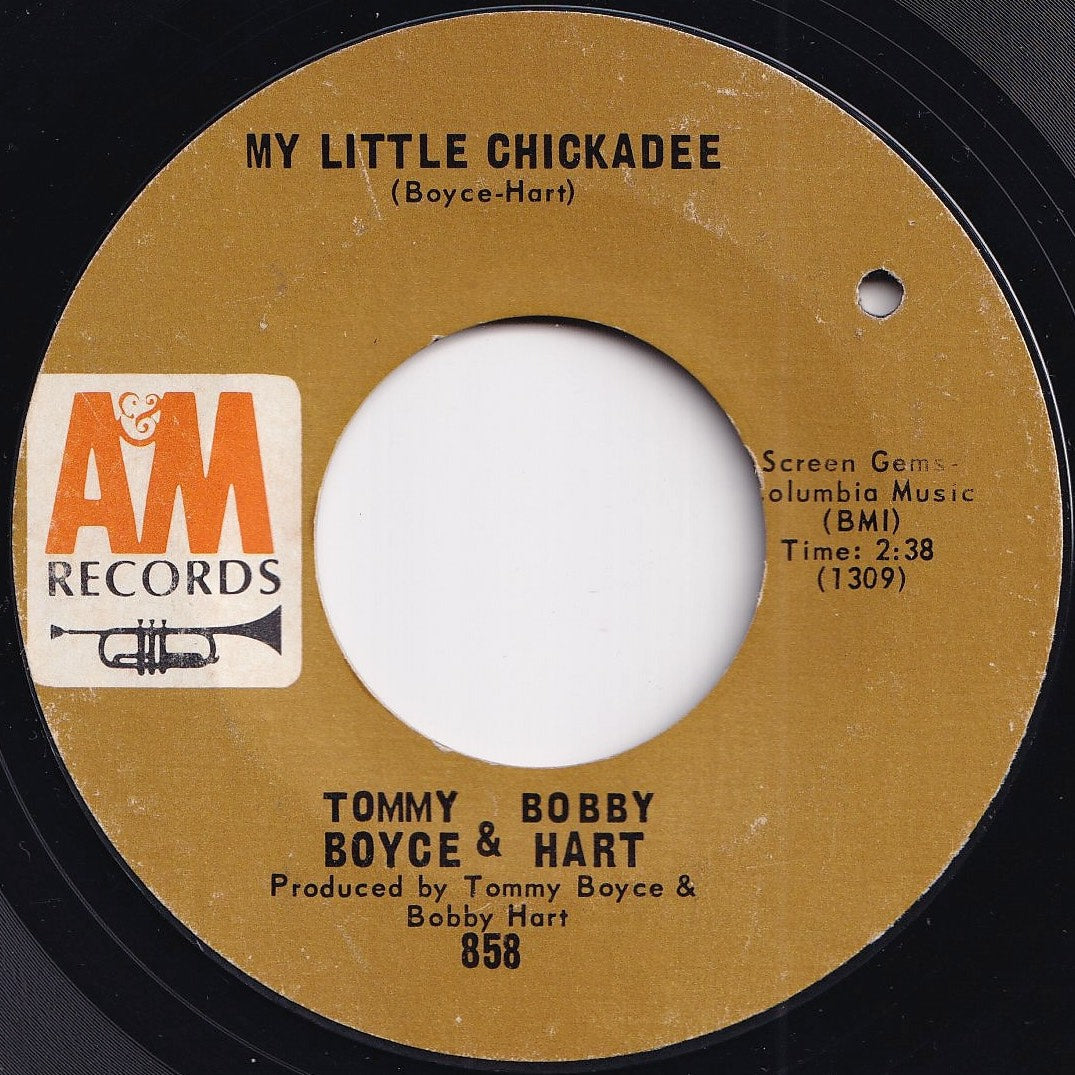 MY LITTLE CHICKADEE
(Boyce-Hart)
A&M
RECORDS
Screen Gems-
olumbia Music
(BMI)
Time: 2:38
(1309)
TOMMY BOBBY
BOYCE & HART
Produced by Tommy Boyce &
Bobby Hart
858